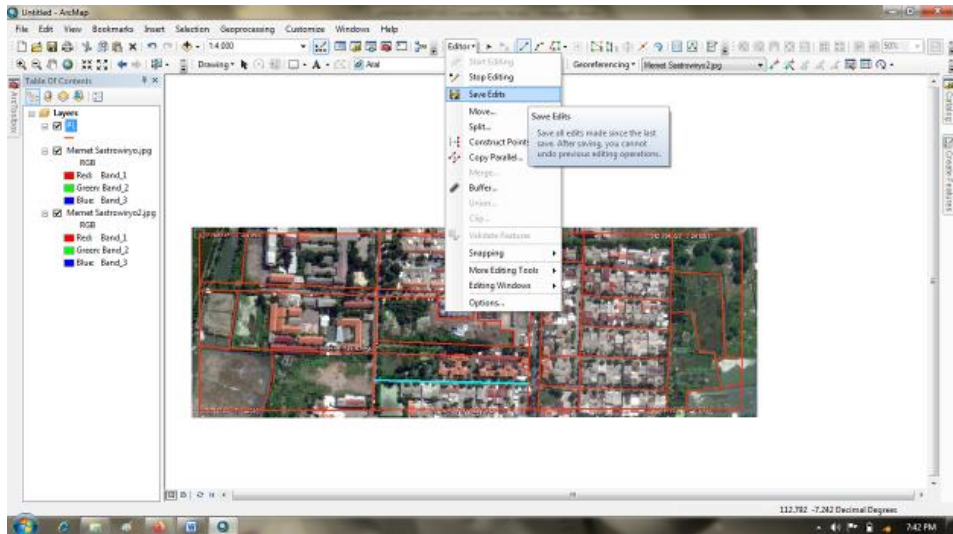 Untitled - ArcMap
File Edit View Bookmarks Insert Selection Geoprocessing Customize Windows Help
1:4.000
Editor
50%
Drawing
Arial
Georeferencing
Memet Sastrowiryo2.jpg
Table Of Contents
Layers
Memet Sastrowiryo.jpg
RGB
Red: Band_1
Green: Band_2
Blue: Band_3
Memet Sastrowiryo2.jpg
RGB
Red: Band_1
Green: Band_2
Blue: Band_3
Start Editing
Stop Editing
Save Edits
Move...
Split...
Construct Points
Copy Parallel...
Merge...
Buffer...
Union...
Clip...
Validate Features
Snapping
More Editing Tools
Editing Windows
Options...
Save Edits
Save all edits made since the last
save. After saving, you cannot
undo previous editing operations.
ArcToolbox
Catalog
Create Features
112.792 -7.242 Decimal Degrees
7:42 PM